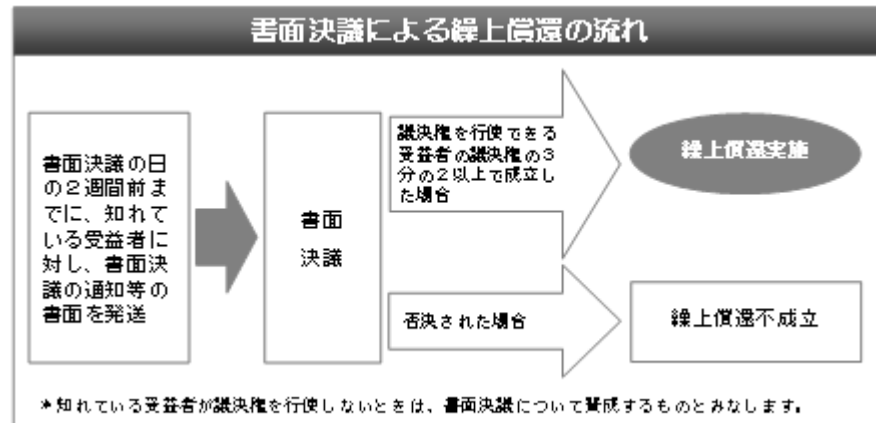 書面決議による繰上償還の流れ
書面決議の日
の２週間前ま
でに、知れて
いる受益者に
対し、書面決
議の通知等の
書面を発送
書面
決議
議決権を行使できる
受益者の議決権の３
分の２以上で成立し
た場合
繰上償還実施
否決された場合
繰上償還不成立
＊知れている受益者が議決権を行使しないときは、書面決議について賛成するものとみなします。